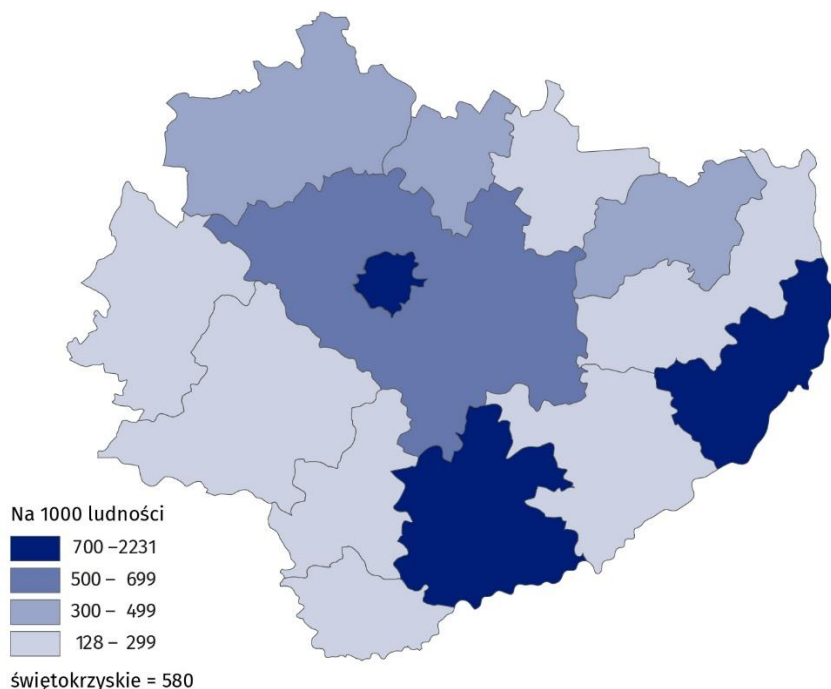 Na 1000 ludności
700 –2231
500 – 699
300 – 499
128 – 299
świętokrzyskie = 580